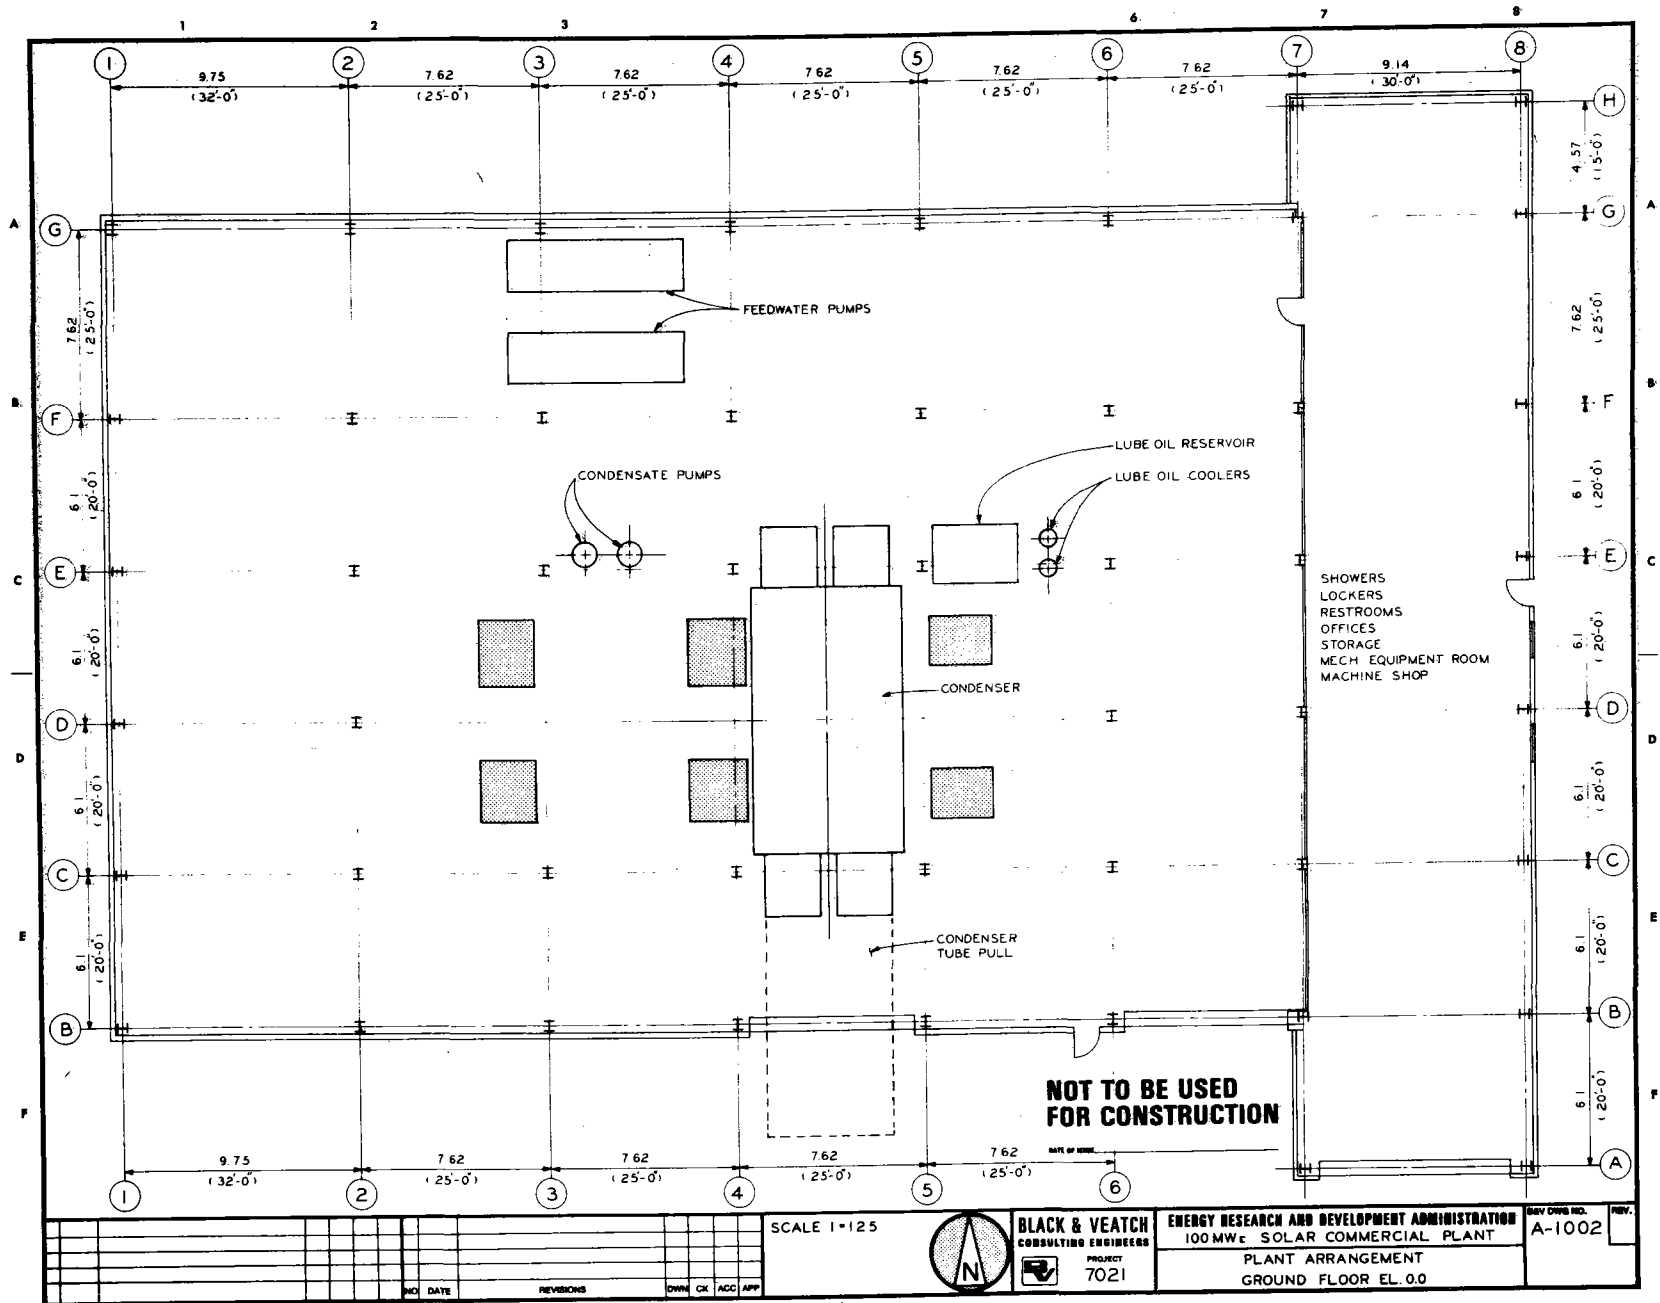 1 2 3 6 7 8
1 2 3 4 5 6 7 8
9.75 7.62 7.62 7.62 7.62 7.62 9.14
(32'-0") (25'-0") (25'-0") (25'-0") (25'-0") (25'-0") (30'-0")
H
4.57
(15'-0")
A G G A
7.62
(25'-0")
7.62
(25'-0")
FEEDWATER PUMPS
B F F B
LUBE OIL RESERVOIR
CONDENSATE PUMPS LUBE OIL COOLERS
6.1
(20'-0")
6.1
(20'-0")
C E E C
SHOWERS
LOCKERS
RESTROOMS
OFFICES
STORAGE
MECH EQUIPMENT ROOM
MACHINE SHOP
6.1
(20'-0")
6.1
(20'-0")
CONDENSER
D D
D D
6.1
(20'-0")
6.1
(20'-0")
C C
E E
CONDENSER
TUBE PULL
6.1
(20'-0")
6.1
(20'-0")
B B
NOT TO BE USED
FOR CONSTRUCTION
F F
6.1
(20'-0")
A
9.75 7.62 7.62 7.62 7.62
(32'-0") (25'-0") (25'-0") (25'-0") (25'-0")
1 2 3 4 5 6
SCALE 1=125
N
BLACK & VEATCH
CONSULTING ENGINEERS
BV
PROJECT
7021
ENERGY RESEARCH AND DEVELOPMENT ADMINISTRATION
100 MWE SOLAR COMMERCIAL PLANT
PLANT ARRANGEMENT
GROUND FLOOR EL. 0.0
B&V DWG NO. REV.
A-1002
NO DATE REVISIONS DWN CK ACC APP